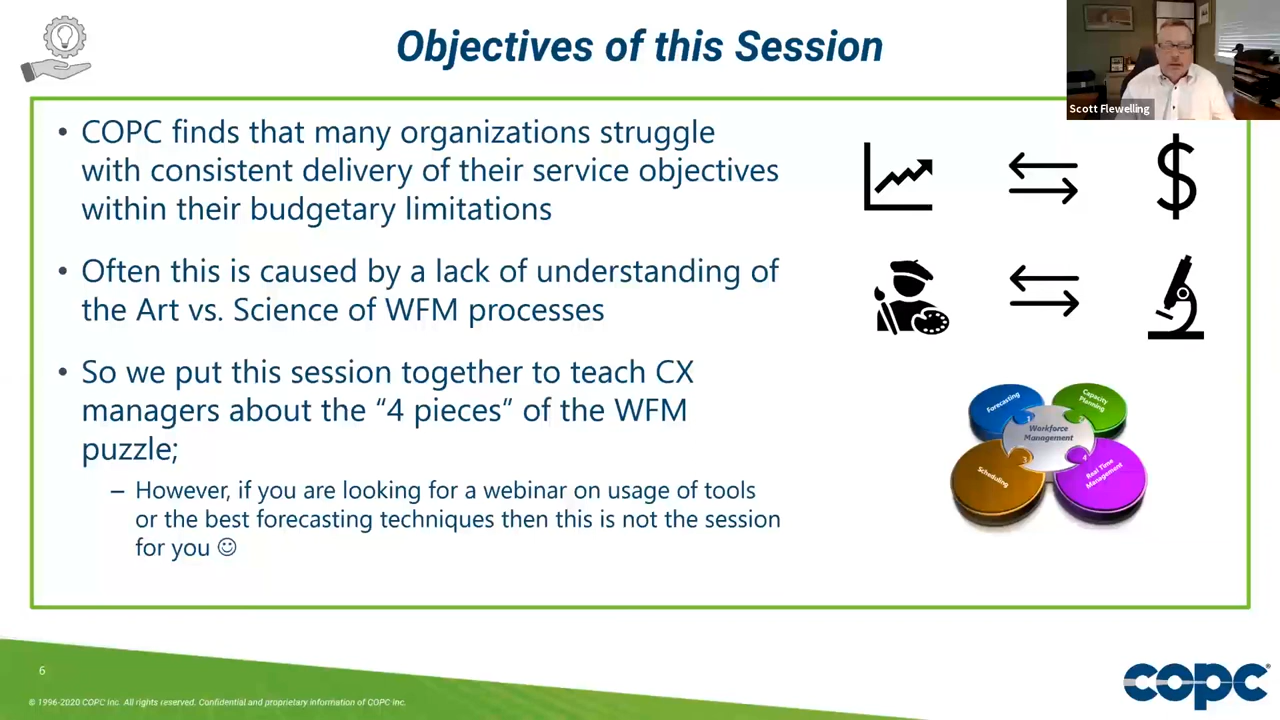 Objectives of this Session
Scott Flewelling
• COPC finds that many organizations struggle
with consistent delivery of their service objectives
within their budgetary limitations
• Often this is caused by a lack of understanding of
the Art vs. Science of WFM processes
• So we put this session together to teach CX
managers about the “4 pieces” of the WFM
puzzle;
– However, if you are looking for a webinar on usage of tools
or the best forecasting techniques then this is not the session
for you ☺
$
Forecasting
1
Capacity
Planning
2
Workforce
Management
Scheduling
3
Real Time
Management
4
6
© 1996-2020 COPC Inc. All rights reserved. Confidential and proprietary information of COPC Inc.
copc®